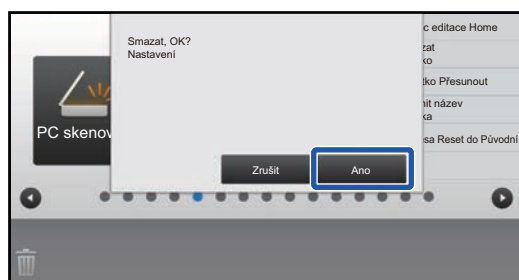 Smazat, OK?
Nastavení
PC skenov
Zrušit
Ano
c editace Home
zat
ko
tko Přesunout
nit název
ka
sa Reset do Původní